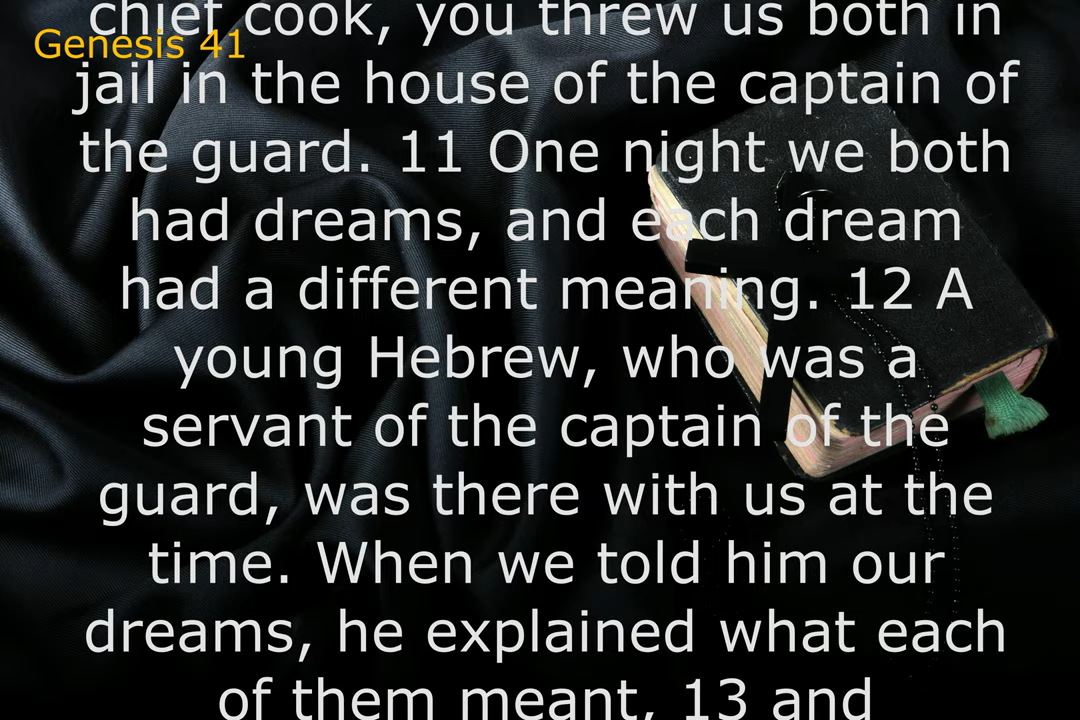 chief cook, you threw us both in
Genesis 41
jail in the house of the captain of
the guard. 11 One night we both
had dreams, and each dream
had a different meaning. 12 A
young Hebrew, who was a
servant of the captain of the
guard, was there with us at the
time. When we told him our
dreams, he explained what each
of them meant, 13 and